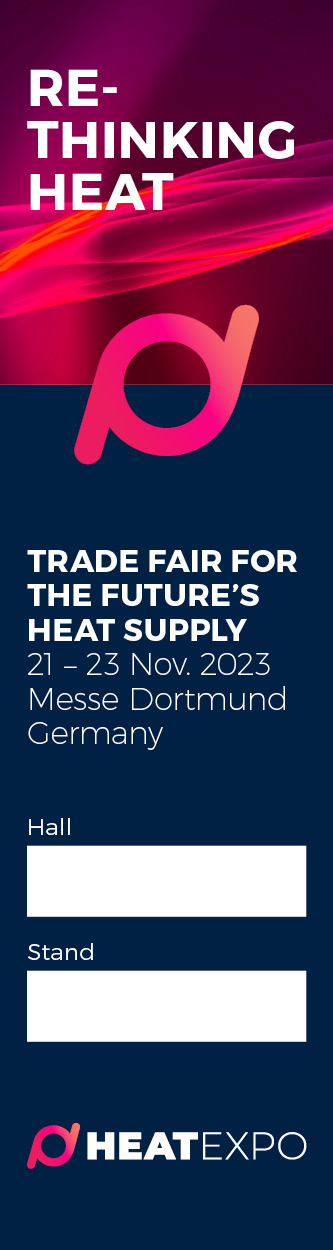 RE-
THINKING
HEAT
TRADE FAIR FOR
THE FUTURE’S
HEAT SUPPLY
21 – 23 Nov. 2023
Messe Dortmund
Germany
Hall
Stand
HEATEXPO